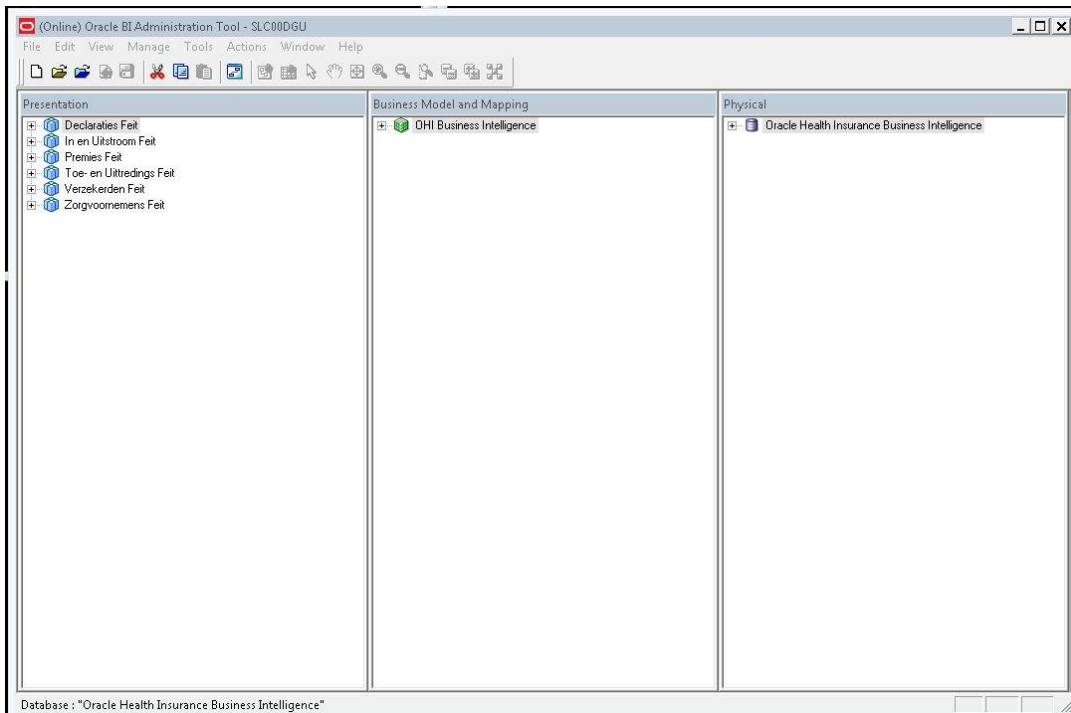 (Online) Oracle BI Administration Tool - SLC00DGU
File Edit View Manage Tools Actions Window Help
Presentation
Declaraties Feit
In en Uitstroom Feit
Premies Feit
Toe- en Uittredings Feit
Verzekerden Feit
Zorgvoornemens Feit
Business Model and Mapping
OHI Business Intelligence
Physical
Oracle Health Insurance Business Intelligence
Database : "Oracle Health Insurance Business Intelligence"